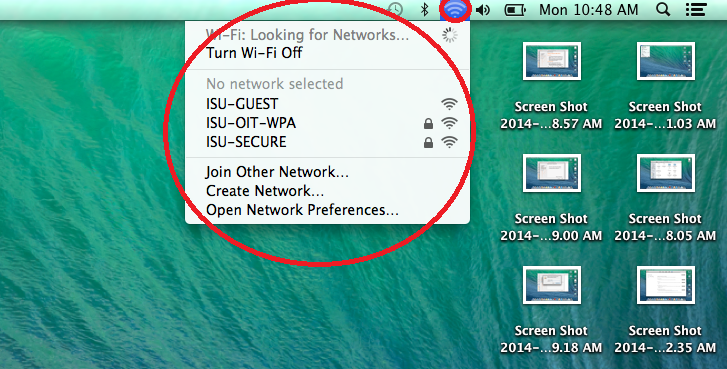 Mon 10:48 AM
Wi-Fi: Looking for Networks...
Turn Wi-Fi Off
No network selected
ISU-GUEST
ISU-OIT-WPA
ISU-SECURE
Join Other Network...
Create Network...
Open Network Preferences...
Screen Shot
2014-...8.57 AM
Screen Shot
2014-...1.03 AM
Screen Shot
2014-...9.00 AM
Screen Shot
2014-...8.05 AM
Screen Shot
2014-...9.18 AM
Screen Shot
2014-...2.35 AM